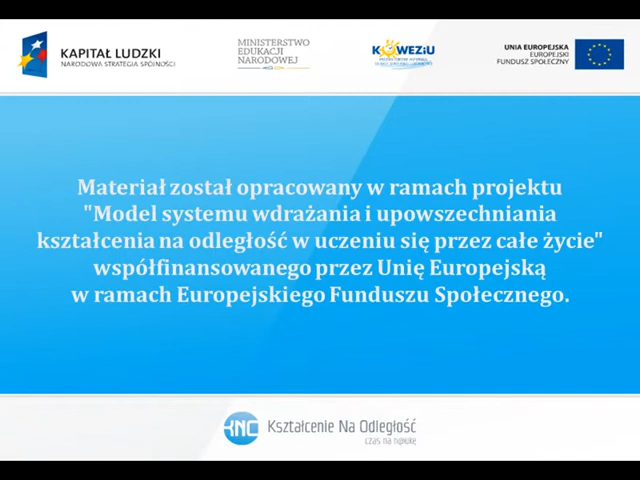 KAPITAŁ LUDZKI
NARODOWA STRATEGIA SPÓJNOŚCI
MINISTERSTWO
EDUKACJI
NARODOWEJ
KOWEZiU
UNIA EUROPEJSKA
EUROPEJSKI
FUNDUSZ SPOŁECZNY
Materiał został opracowany w ramach projektu
"Model systemu wdrażania i upowszechniania
kształcenia na odległość w uczeniu się przez całe życie"
współfinansowanego przez Unię Europejską
w ramach Europejskiego Funduszu Społecznego.
KNO
Kształcenie Na Odległość
czas na naukę